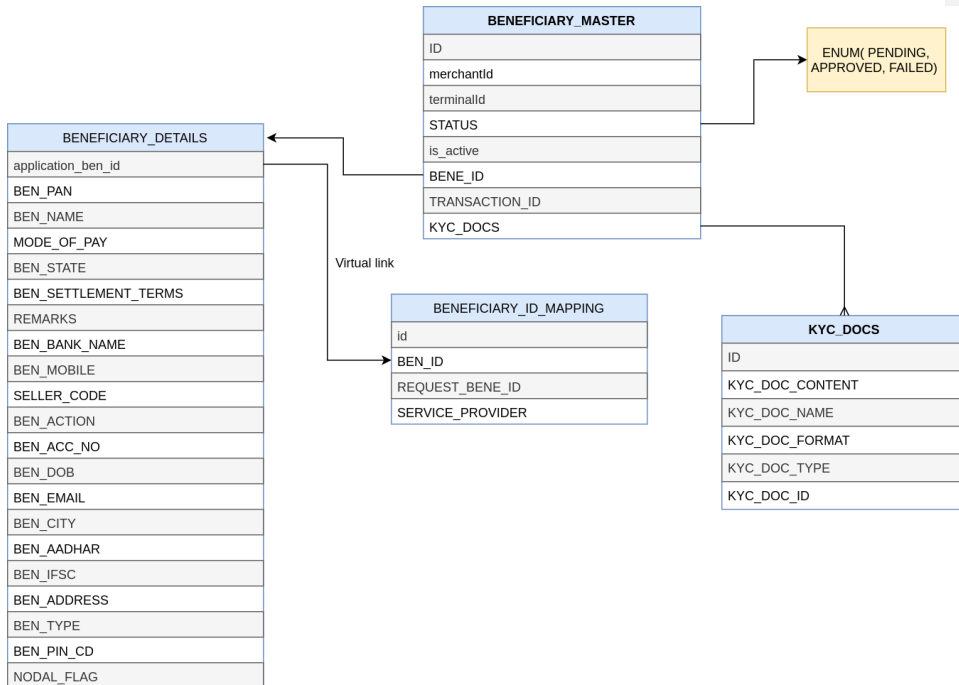 BENEFICIARY_MASTER
ID
merchantId
terminalId
STATUS
is_active
BENE_ID
TRANSACTION_ID
KYC_DOCS
ENUM( PENDING,
APPROVED, FAILED)
BENEFICIARY_DETAILS
application_ben_id
BEN_PAN
BEN_NAME
MODE_OF_PAY
BEN_STATE
BEN_SETTLEMENT_TERMS
REMARKS
BEN_BANK_NAME
BEN_MOBILE
SELLER_CODE
BEN_ACTION
BEN_ACC_NO
BEN_DOB
BEN_EMAIL
BEN_CITY
BEN_AADHAR
BEN_IFSC
BEN_ADDRESS
BEN_TYPE
BEN_PIN_CD
NODAL_FLAG
Virtual link
BENEFICIARY_ID_MAPPING
id
BEN_ID
REQUEST_BENE_ID
SERVICE_PROVIDER
KYC_DOCS
ID
KYC_DOC_CONTENT
KYC_DOC_NAME
KYC_DOC_FORMAT
KYC_DOC_TYPE
KYC_DOC_ID